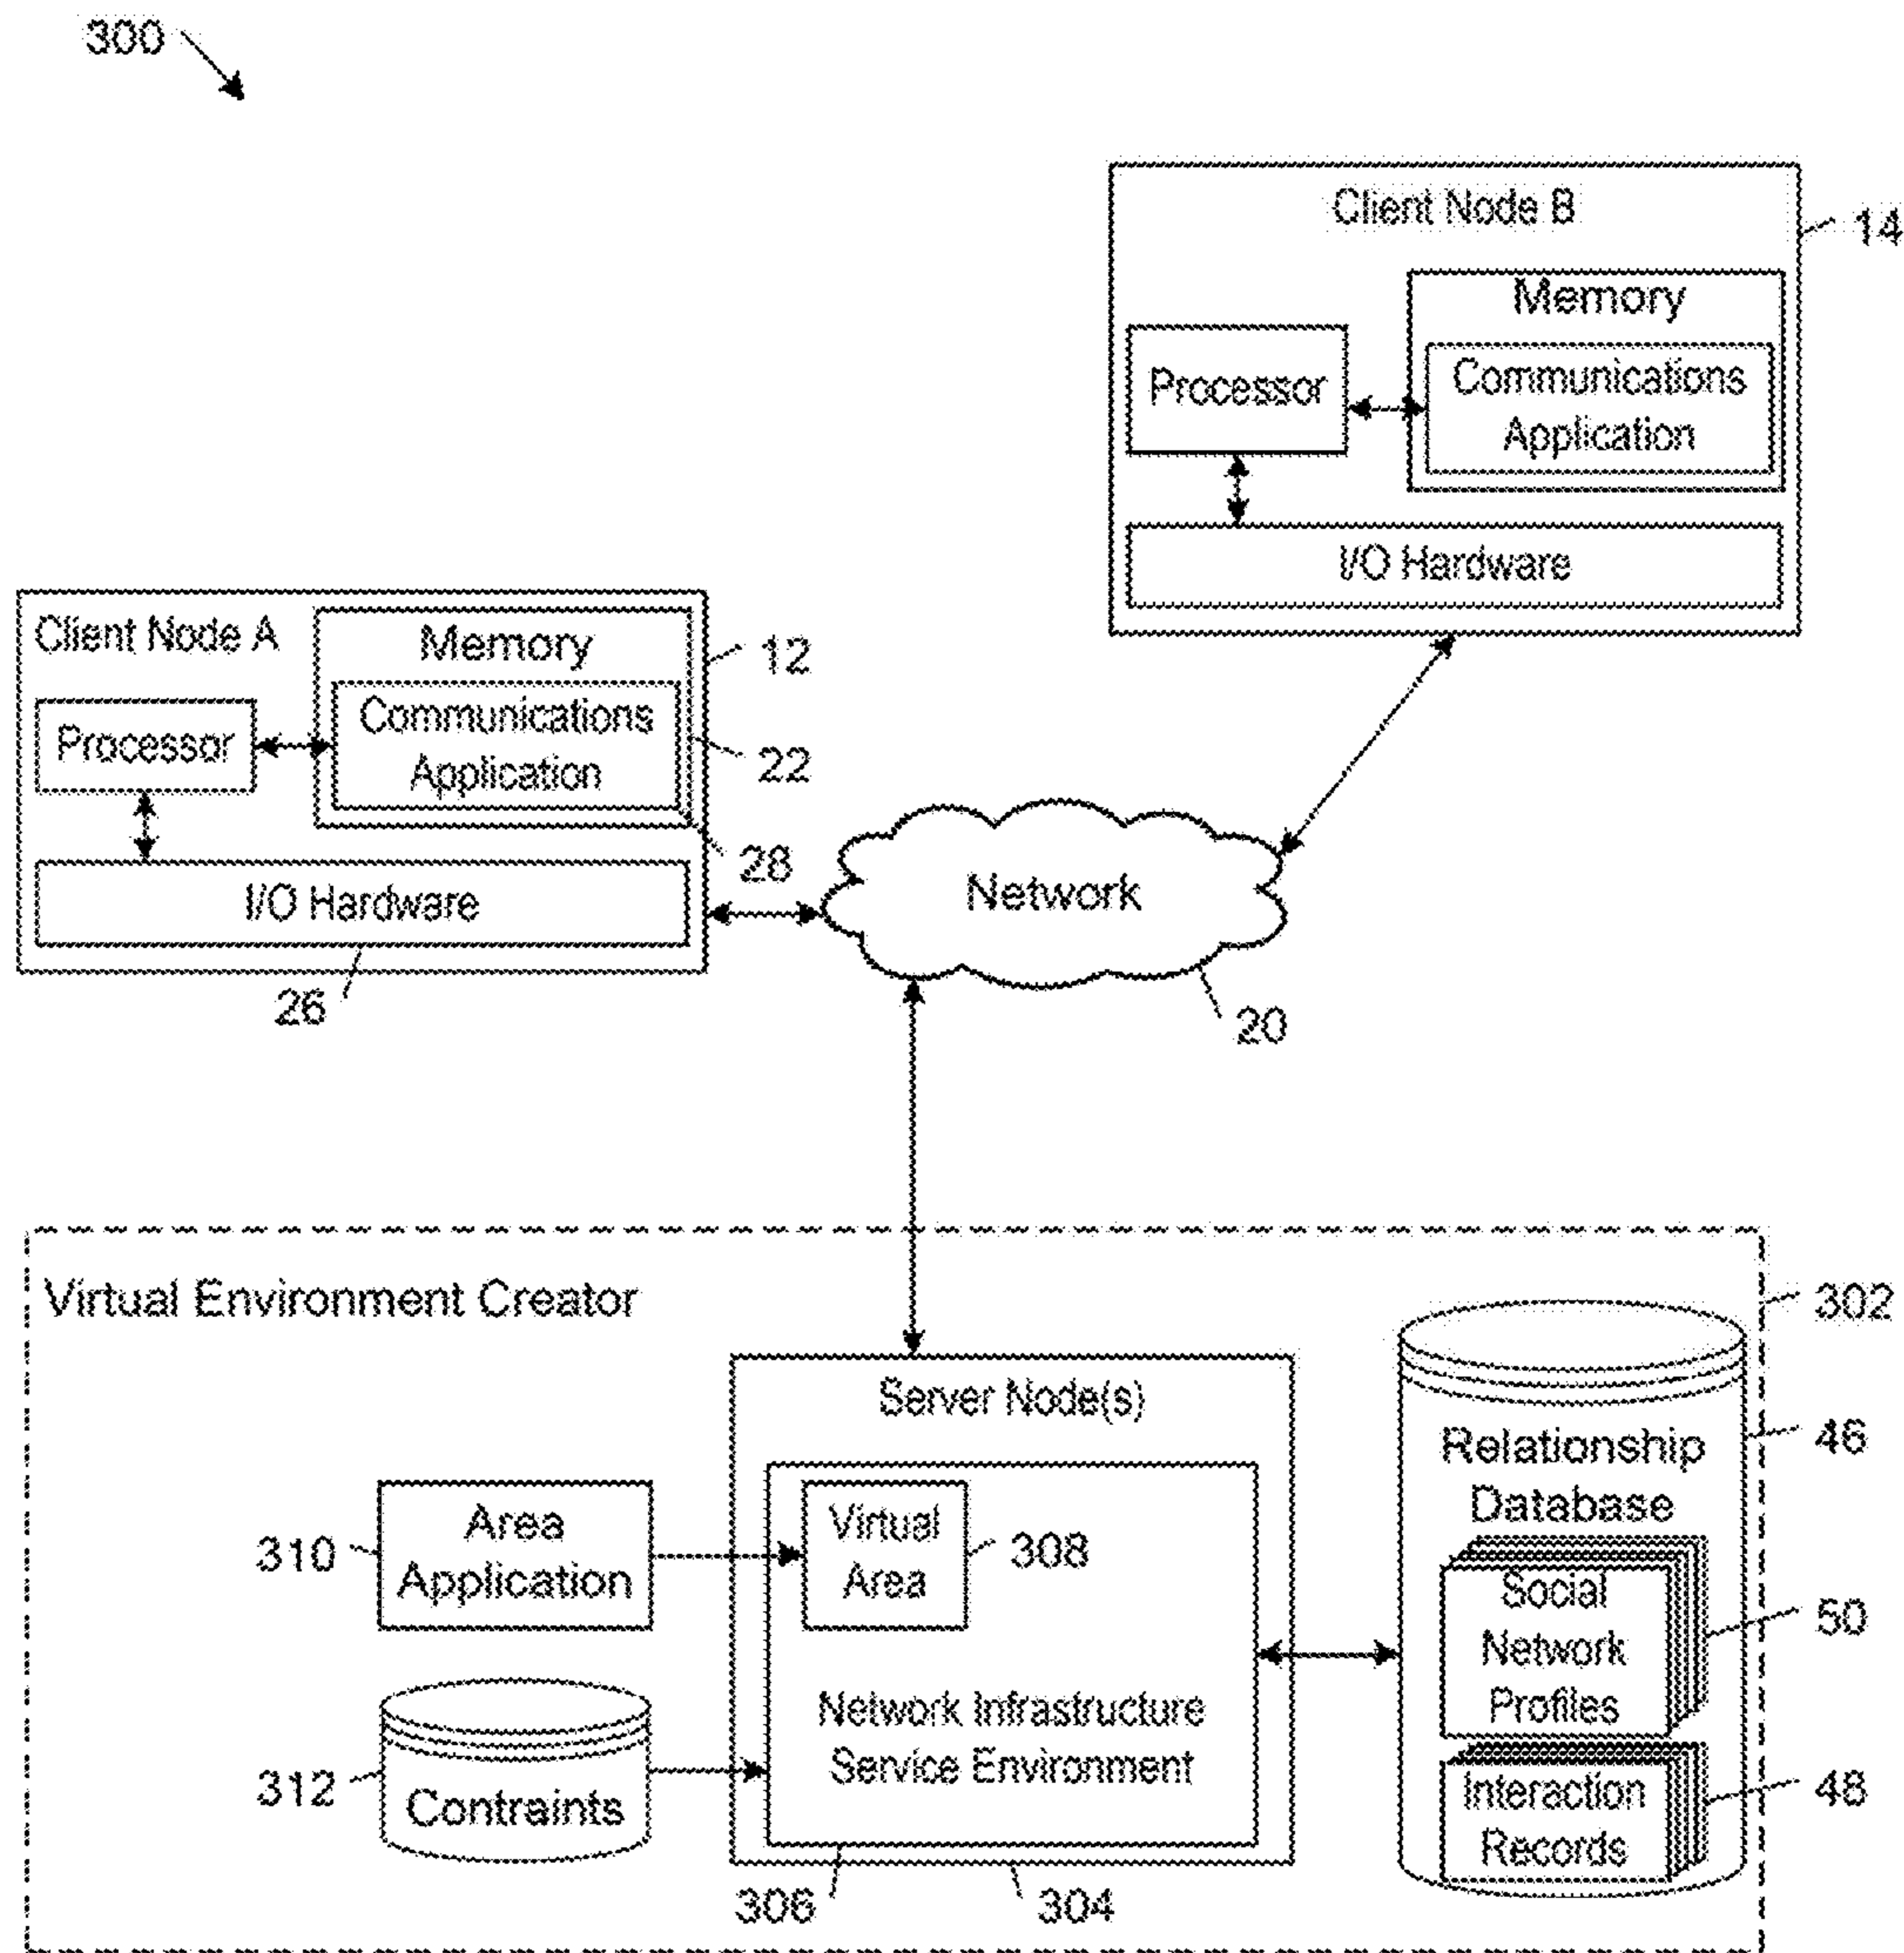 300
Client Node B
14
Memory
Processor
Communications
Application
I/O Hardware
Client Node A
Memory
12
Processor
Communications
Application
22
28
I/O Hardware
26
Network
20
Virtual Environment Creator
302
Server Node(s)
Relationship
Database
46
Area
Application
310
Virtual
Area
308
Social
Network
Profiles
50
Network Infrastructure
Service Environment
Contraints
312
Interaction
Records
48
306
304